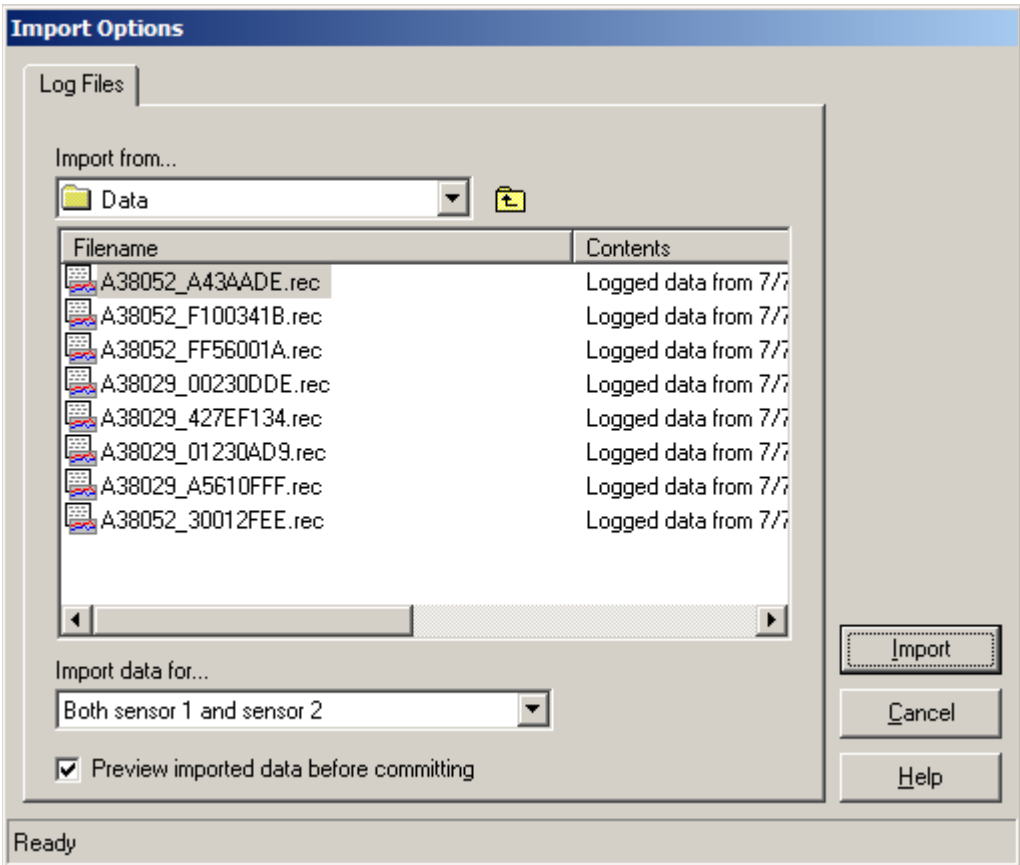 Import Options
Log Files
Import from...
Data
Filename Contents
A38052_A43AADE.rec Logged data from 7/7
A38052_F100341B.rec Logged data from 7/7
A38052_FF56001A.rec Logged data from 7/7
A38029_00230DDE.rec Logged data from 7/7
A38029_427EF134.rec Logged data from 7/7
A38029_01230AD9.rec Logged data from 7/7
A38029_A5610FFF.rec Logged data from 7/7
A38052_30012FEE.rec Logged data from 7/7
Import data for...
Both sensor 1 and sensor 2
Preview imported data before committing
Import
Cancel
Help
Ready